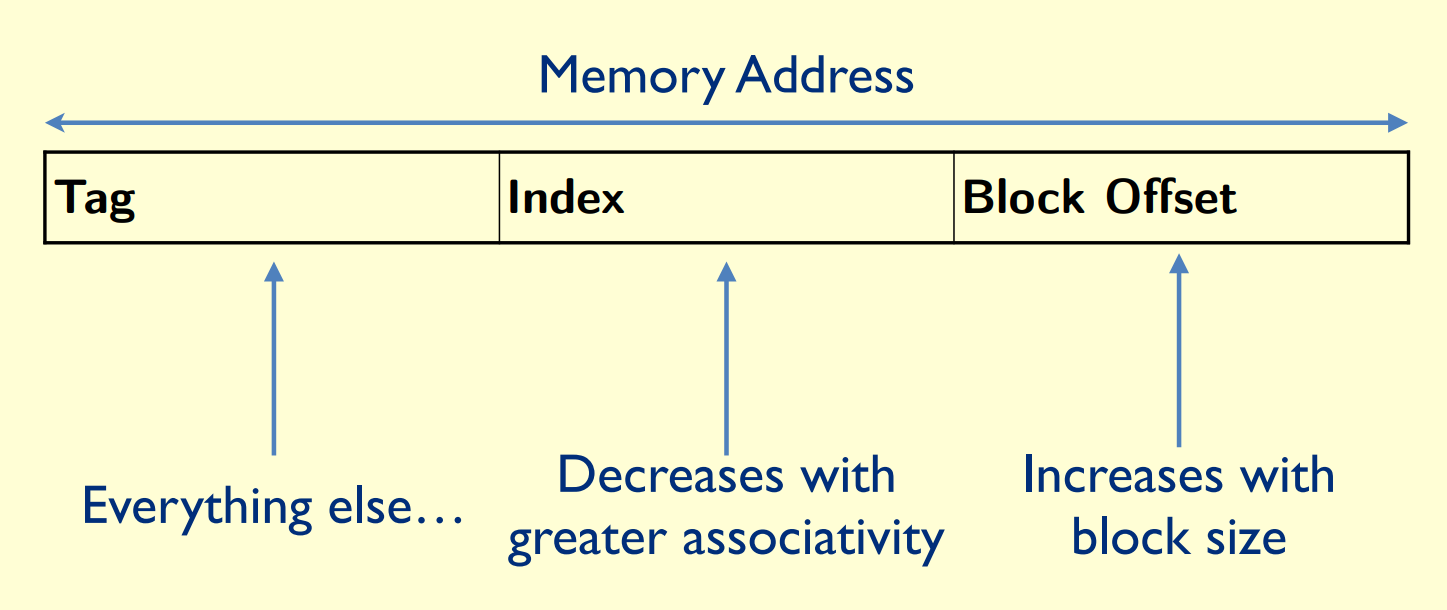 Memory Address
Tag
Index
Block Offset
Everything else...
Decreases with
greater associativity
Increases with
block size